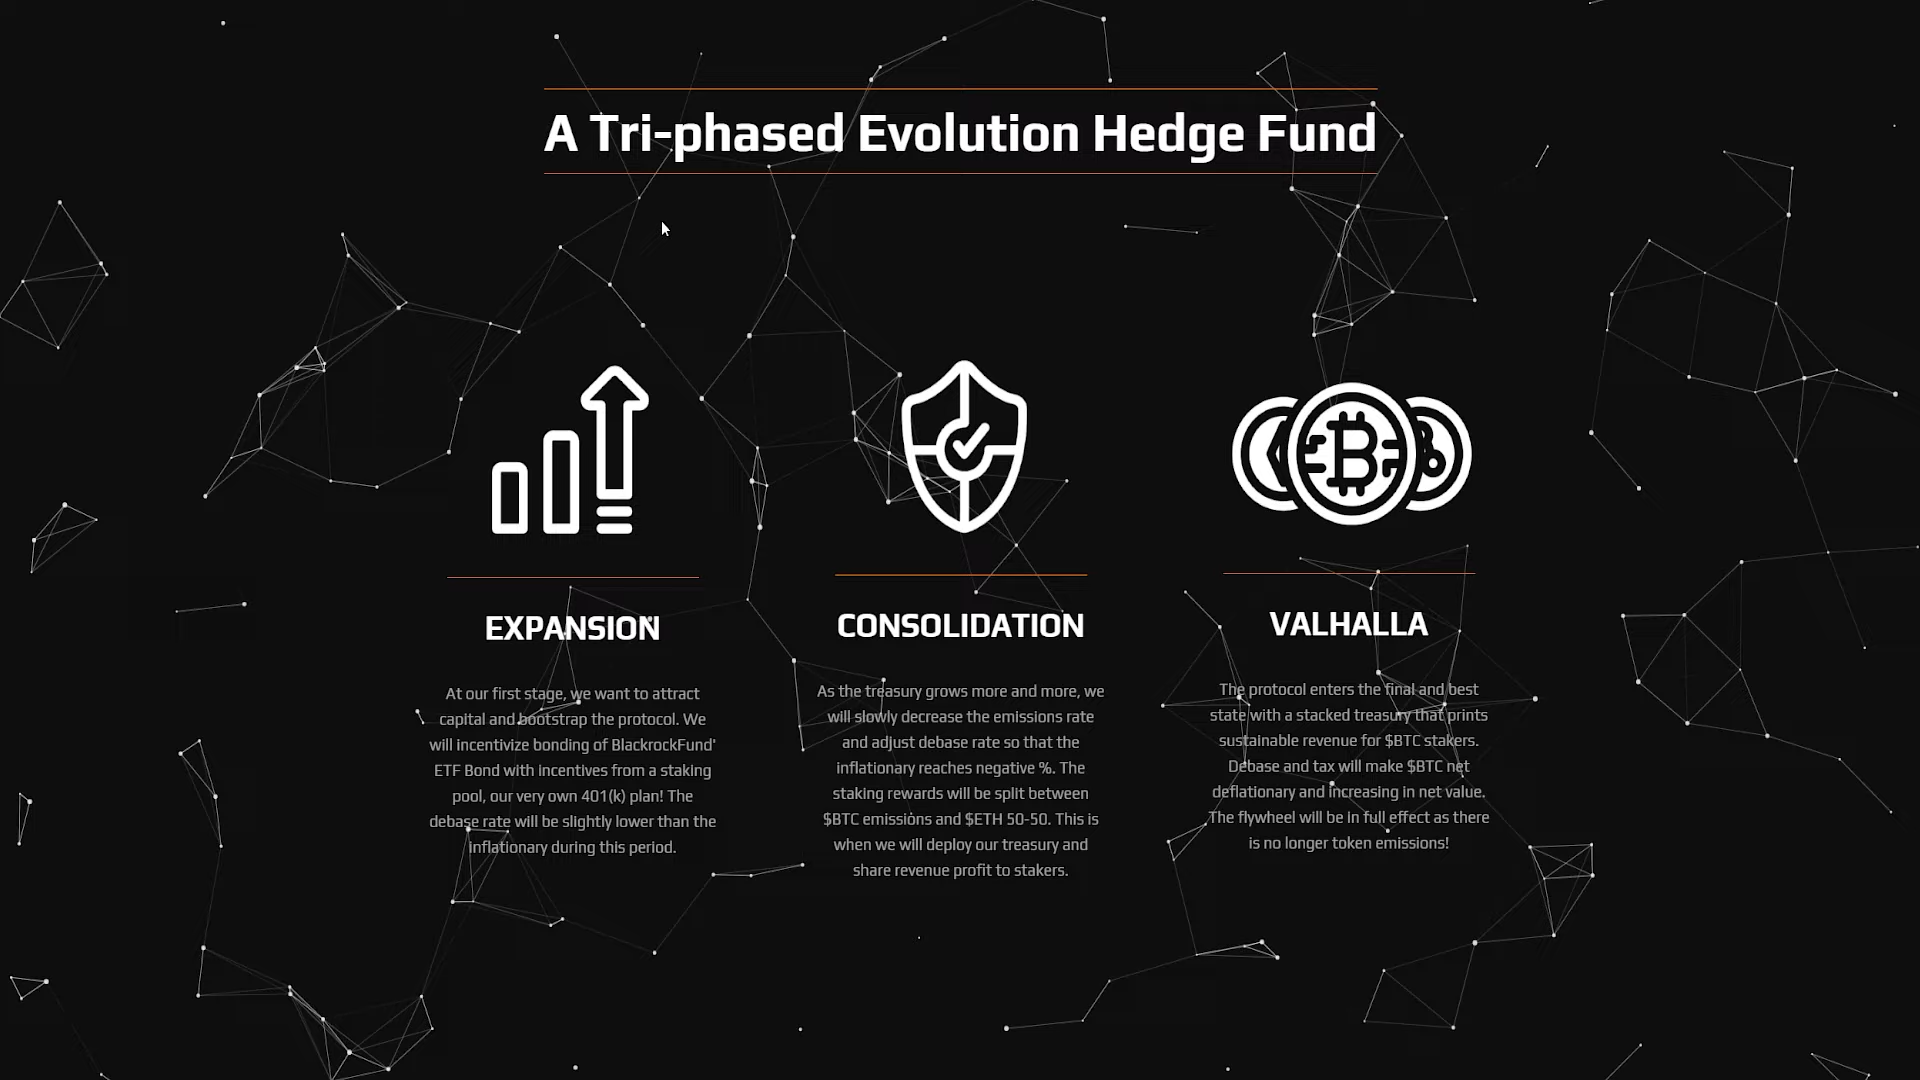 A Tri-phased Evolution Hedge Fund
EXPANSION
At our first stage, we want to attract
capital and bootstrap the protocol. We
will incentivize bonding of BlackrockFund'
ETF Bond with incentives from a staking
pool, our very own 401(k) plan! The
debase rate will be slightly lower than the
inflationary during this period.
CONSOLIDATION
As the treasury grows more and more, we
will slowly decrease the emissions rate
and adjust debase rate so that the
inflationary reaches negative %. The
staking rewards will be split between
$BTC emissions and $ETH 50-50. This is
when we will deploy our treasury and
share revenue profit to stakers.
VALHALLA
The protocol enters the final and best
state with a stacked treasury that prints
sustainable revenue for $BTC stakers.
Debase and tax will make $BTC net
deflationary and increasing in net value.
The flywheel will be in full effect as there
is no longer token emissions!